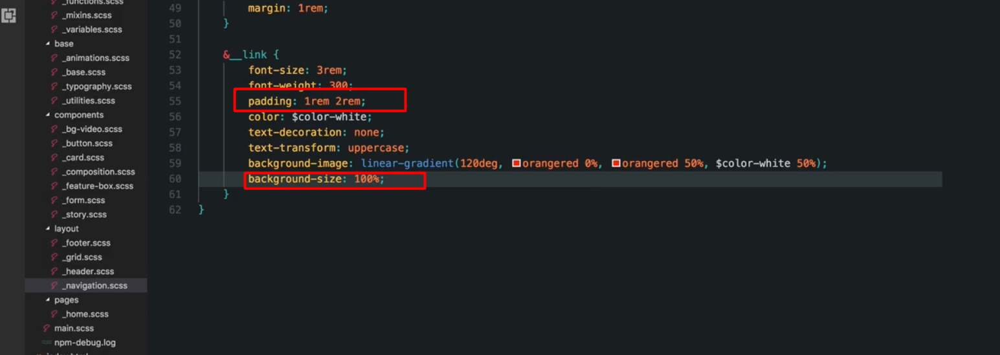 _functions.scss
_mixins.scss
_variables.scss
base
_animations.scss
_base.scss
_typography.scss
_utilities.scss
components
_bg-video.scss
_button.scss
_card.scss
_composition.scss
_feature-box.scss
_form.scss
_story.scss
layout
_footer.scss
_grid.scss
_header.scss
_navigation.scss
pages
_home.scss
main.scss
npm-debug.log
49 margin: 1rem;
50 }
51
52 &__link {
53 font-size: 3rem;
54 font-weight: 300;
55 padding: 1rem 2rem;
56 color: $color-white;
57 text-decoration: none;
58 text-transform: uppercase;
59 background-image: linear-gradient(120deg, orangered 0%, orangered 50%, $color-white 50%);
60 background-size: 100%;
61 }
62 }